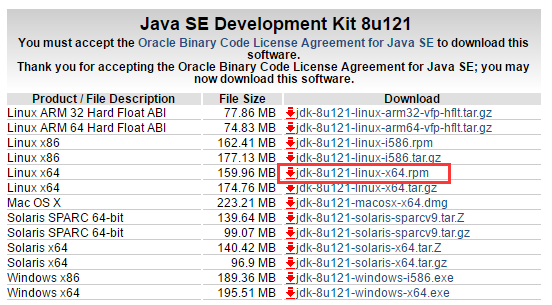 Java SE Development Kit 8u121
You must accept the Oracle Binary Code License Agreement for Java SE to download this
software.
Thank you for accepting the Oracle Binary Code License Agreement for Java SE; you may
now download this software.
Product / File Description File Size Download
Linux ARM 32 Hard Float ABI 77.86 MB jdk-8u121-linux-arm32-vfp-hflt.tar.gz
Linux ARM 64 Hard Float ABI 74.83 MB jdk-8u121-linux-arm64-vfp-hflt.tar.gz
Linux x86 162.41 MB jdk-8u121-linux-i586.rpm
Linux x86 177.13 MB jdk-8u121-linux-i586.tar.gz
Linux x64 159.96 MB jdk-8u121-linux-x64.rpm
Linux x64 174.76 MB jdk-8u121-linux-x64.tar.gz
Mac OS X 223.21 MB jdk-8u121-macosx-x64.dmg
Solaris SPARC 64-bit 139.64 MB jdk-8u121-solaris-sparcv9.tar.Z
Solaris SPARC 64-bit 99.07 MB jdk-8u121-solaris-sparcv9.tar.gz
Solaris x64 140.42 MB jdk-8u121-solaris-x64.tar.Z
Solaris x64 96.9 MB jdk-8u121-solaris-x64.tar.gz
Windows x86 189.36 MB jdk-8u121-windows-i586.exe
Windows x64 195.51 MB jdk-8u121-windows-x64.exe